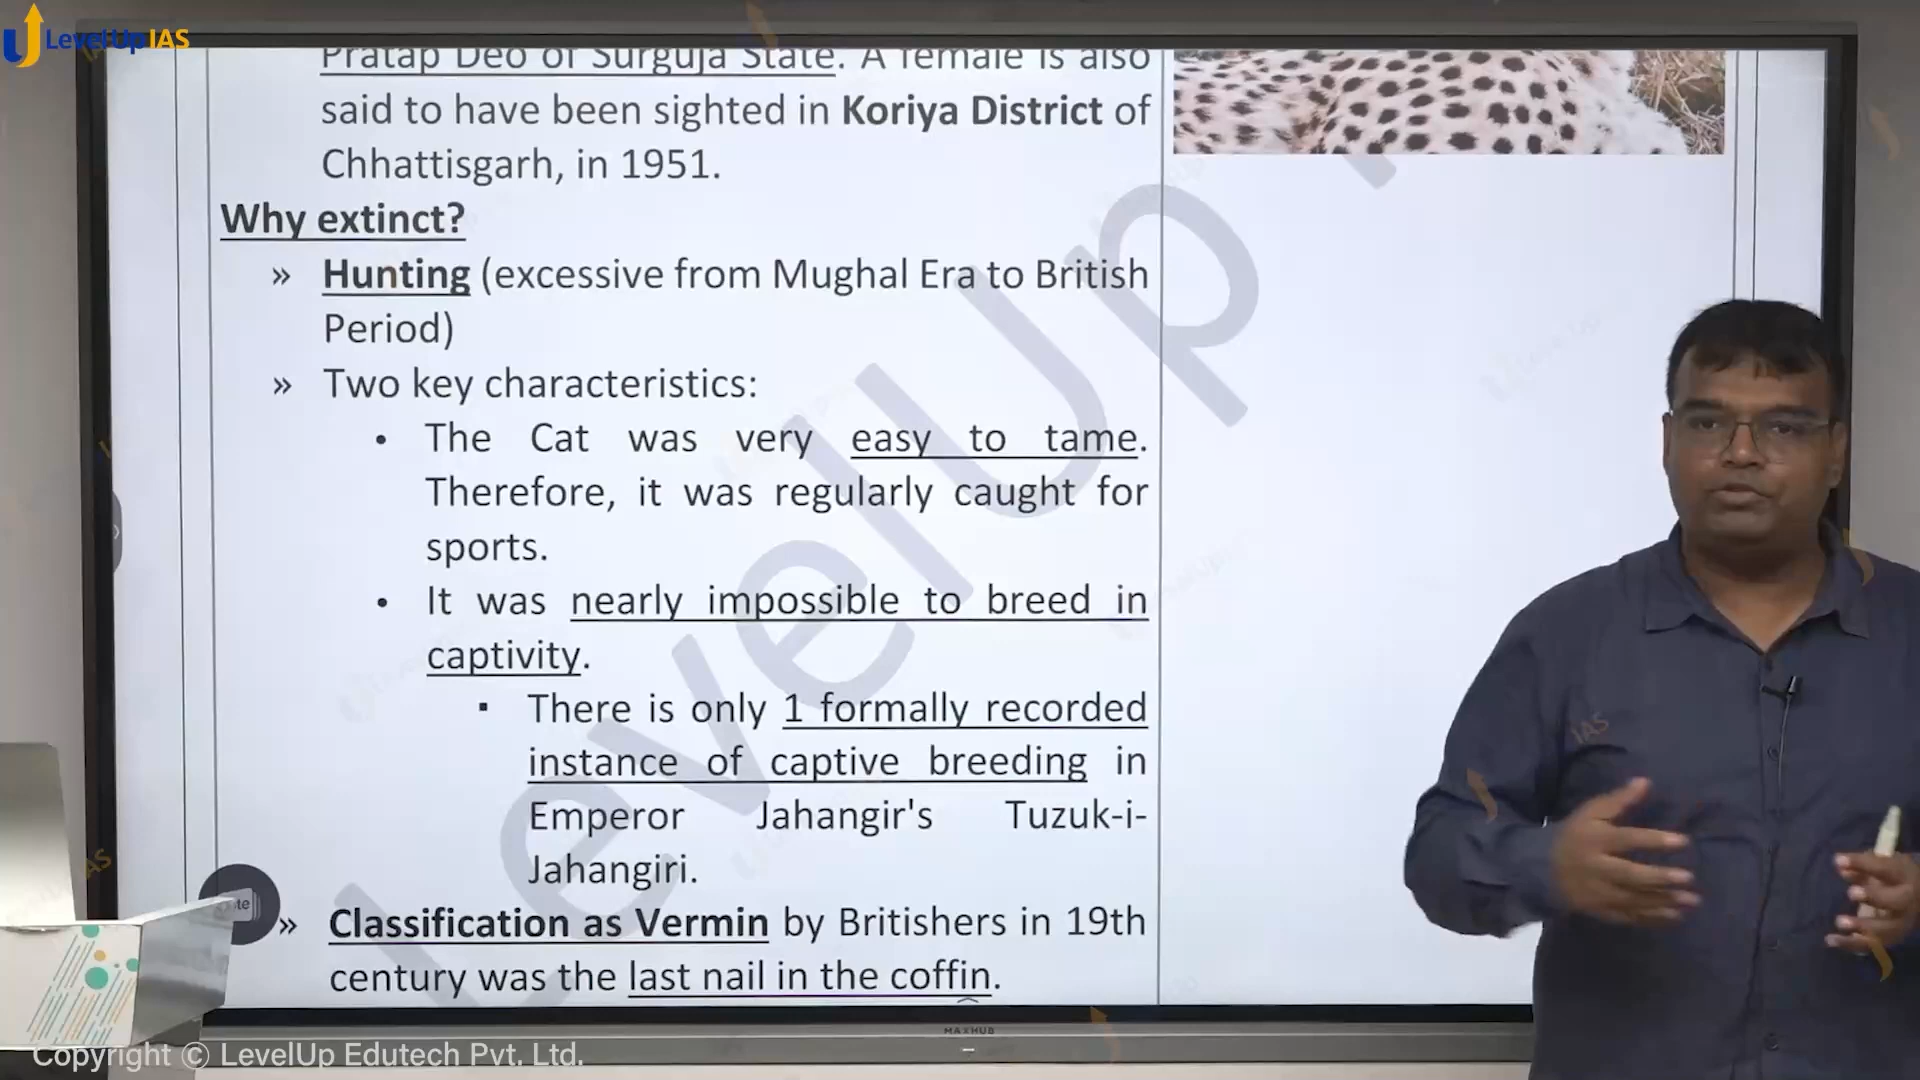 LevelUp IAS
Pratap Deo of Surguja State. A female is also
said to have been sighted in Koriya District of
Chhattisgarh, in 1951.
Why extinct?
» Hunting (excessive from Mughal Era to British
Period)
» Two key characteristics:
• The Cat was very easy to tame.
Therefore, it was regularly caught for
sports.
• It was nearly impossible to breed in
captivity.
▪ There is only 1 formally recorded
instance of captive breeding in
Emperor Jahangir's Tuzuk-i-
Jahangiri.
» Classification as Vermin by Britishers in 19th
century was the last nail in the coffin.
LevelUp
IAS
IAS
MAXHUB
Copyright © LevelUp Edutech Pvt. Ltd.